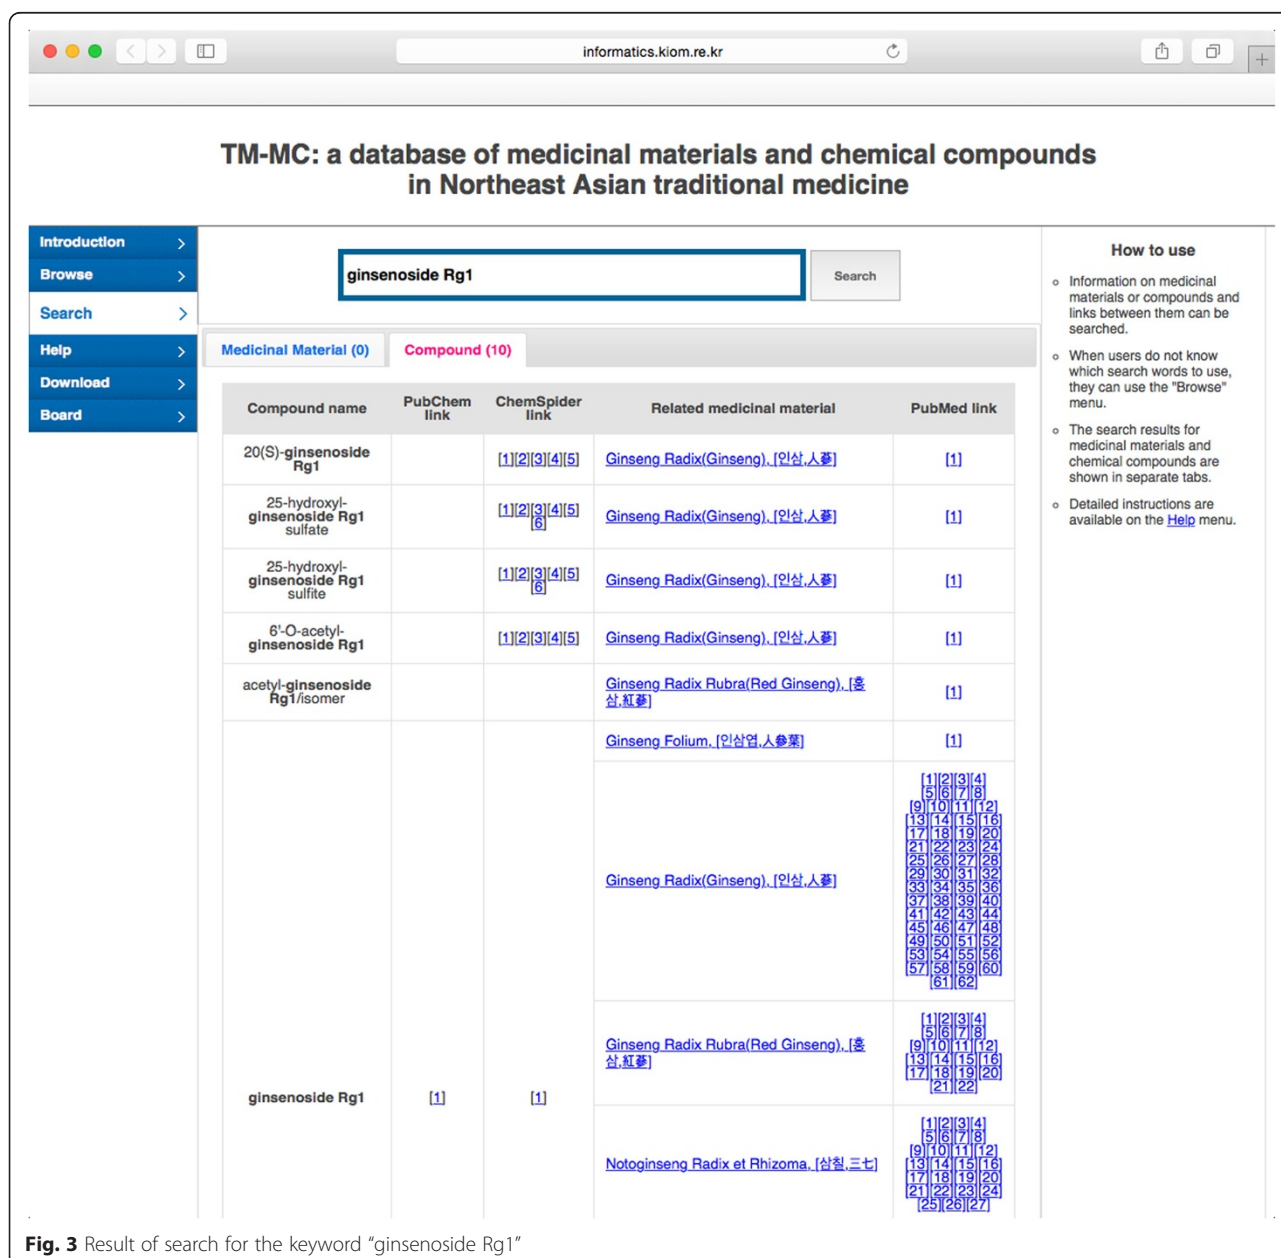 informatics.kiom.re.kr
TM-MC: a database of medicinal materials and chemical compounds
in Northeast Asian traditional medicine
Introduction
Browse
Search
Help
Download
Board
ginsenoside Rg1
Search
Medicinal Material (0)
Compound (10)
Compound name
PubChem
link
ChemSpider
link
Related medicinal material
PubMed link
20(S)-ginsenoside
Rg1
[1][2][3][4][5]
Ginseng Radix(Ginseng), [인삼,人蔘]
[1]
25-hydroxyl-
ginsenoside Rg1
sulfate
[1][2][3][4][5]
[6]
Ginseng Radix(Ginseng), [인삼,人蔘]
[1]
25-hydroxyl-
ginsenoside Rg1
sulfite
[1][2][3][4][5]
[6]
Ginseng Radix(Ginseng), [인삼,人蔘]
[1]
6'-O-acetyl-
ginsenoside Rg1
[1][2][3][4][5]
Ginseng Radix(Ginseng), [인삼,人蔘]
[1]
acetyl-ginsenoside
Rg1/isomer
Ginseng Radix Rubra(Red Ginseng), [홍
삼,紅蔘]
[1]
ginsenoside Rg1
[1]
[1]
Ginseng Folium, [인삼엽,人參葉]
[1]
Ginseng Radix(Ginseng), [인삼,人蔘]
[1][2][3][4]
[5][6][7][8]
[9][10][11][12]
[13][14][15][16]
[17][18][19][20]
[21][22][23][24]
[25][26][27][28]
[29][30][31][32]
[33][34][35][36]
[37][38][39][40]
[41][42][43][44]
[45][46][47][48]
[49][50][51][52]
[53][54][55][56]
[57][58][59][60]
[61][62]
Ginseng Radix Rubra(Red Ginseng), [홍
삼,紅蔘]
[1][2][3][4]
[5][6][7][8]
[9][10][11][12]
[13][14][15][16]
[17][18][19][20]
[21][22]
Notoginseng Radix et Rhizoma, [삼칠,三七]
[1][2][3][4]
[5][6][7][8]
[9][10][11][12]
[13][14][15][16]
[17][18][19][20]
[21][22][23][24]
[25][26][27]
How to use
Information on medicinal
materials or compounds and
links between them can be
searched.
When users do not know
which search words to use,
they can use the "Browse"
menu.
The search results for
medicinal materials and
chemical compounds are
shown in separate tabs.
Detailed instructions are
available on the Help menu.
Fig. 3 Result of search for the keyword “ginsenoside Rg1”